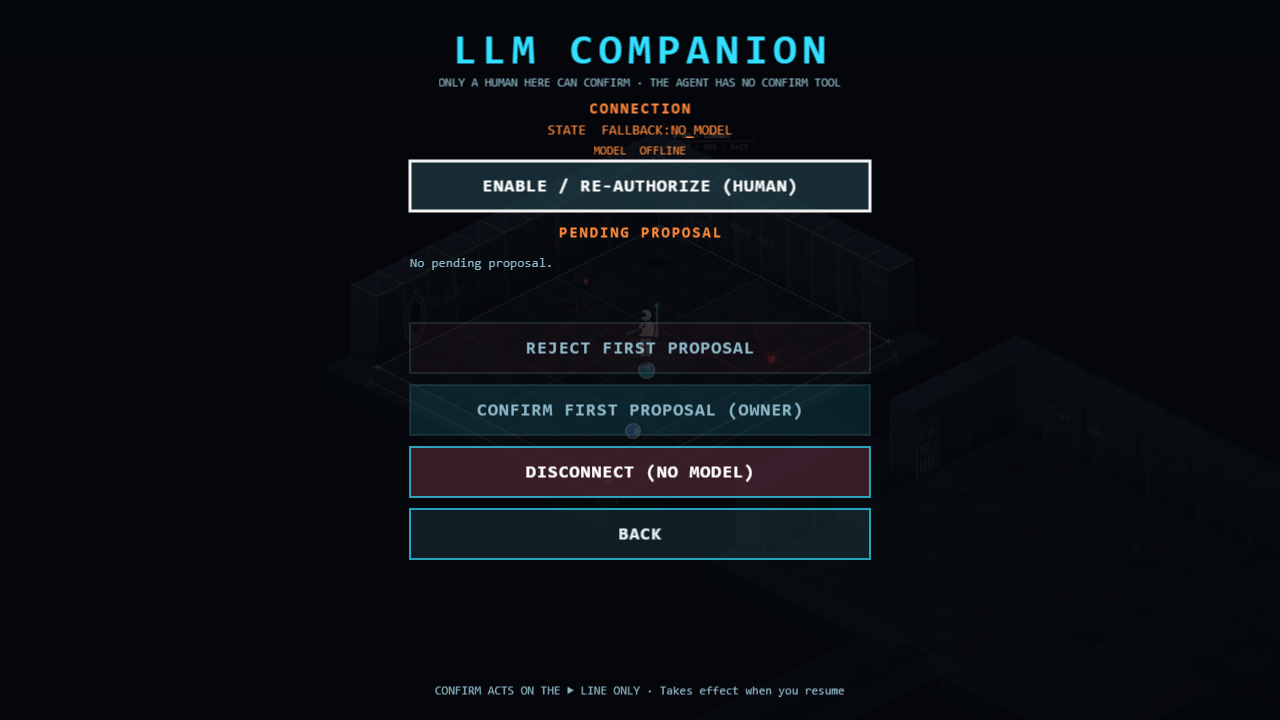 LLM COMPANION
ONLY A HUMAN HERE CAN CONFIRM · THE AGENT HAS NO CONFIRM TOOL
CONNECTION
STATE FALLBACK:NO_MODEL
MODEL OFFLINE
ENABLE / RE-AUTHORIZE (HUMAN)
PENDING PROPOSAL
No pending proposal.
REJECT FIRST PROPOSAL
CONFIRM FIRST PROPOSAL (OWNER)
DISCONNECT (NO MODEL)
BACK
CONFIRM ACTS ON THE ▶ LINE ONLY · Takes effect when you resume